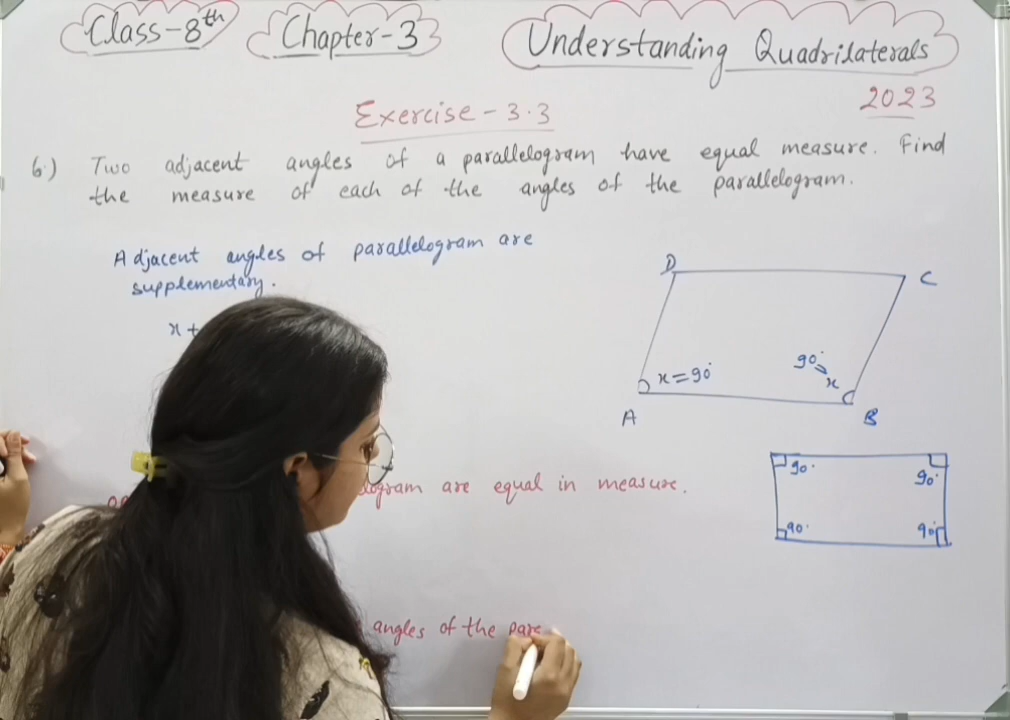 Class-8th Chapter-3 Understanding Quadrilaterals
2023
Exercise - 3.3
6.) Two adjacent angles of a parallelogram have equal measure. Find
the measure of each of the angles of the parallelogram.
Adjacent angles of parallelogram are
supplementary.
x +
D C
x = 90° 90° x
A B
are equal in measure.
90° 90°
90° 90°
angles of the